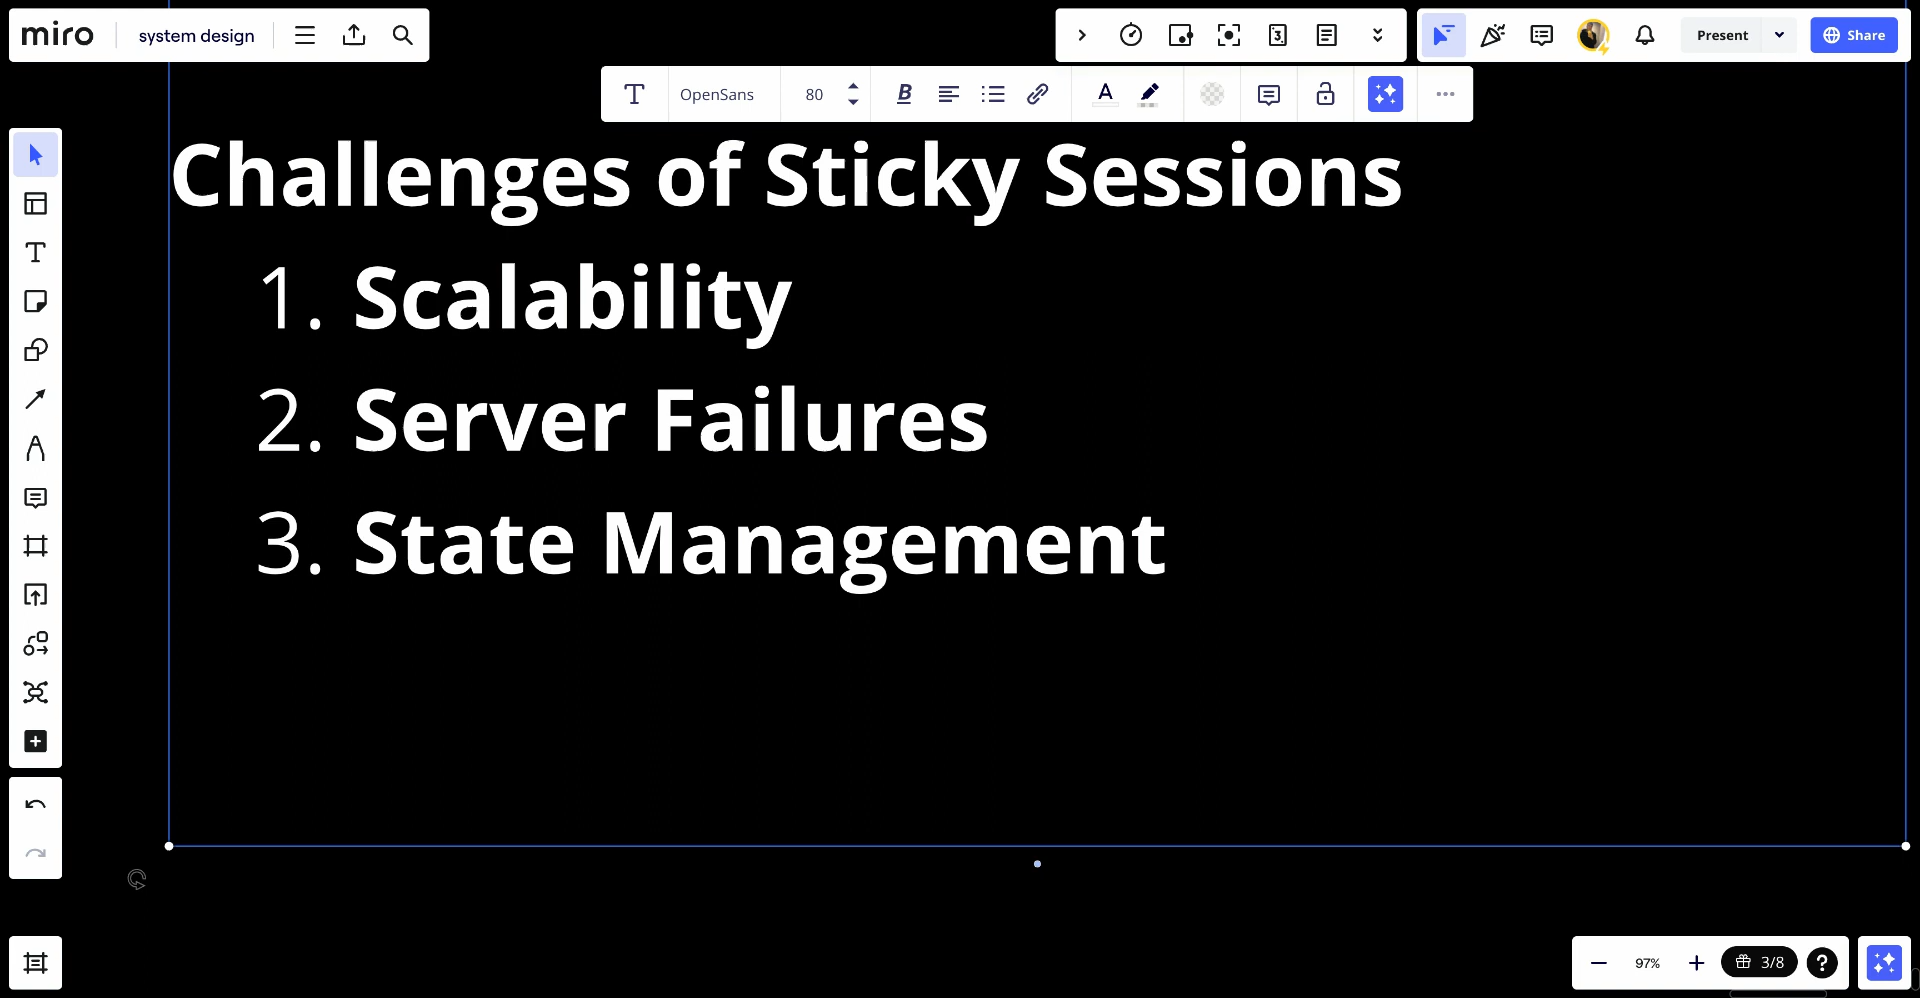 miro
system design
Present
Share
OpenSans
80
B
A
Challenges of Sticky Sessions
1. Scalability
2. Server Failures
3. State Management
97%
3/8
?